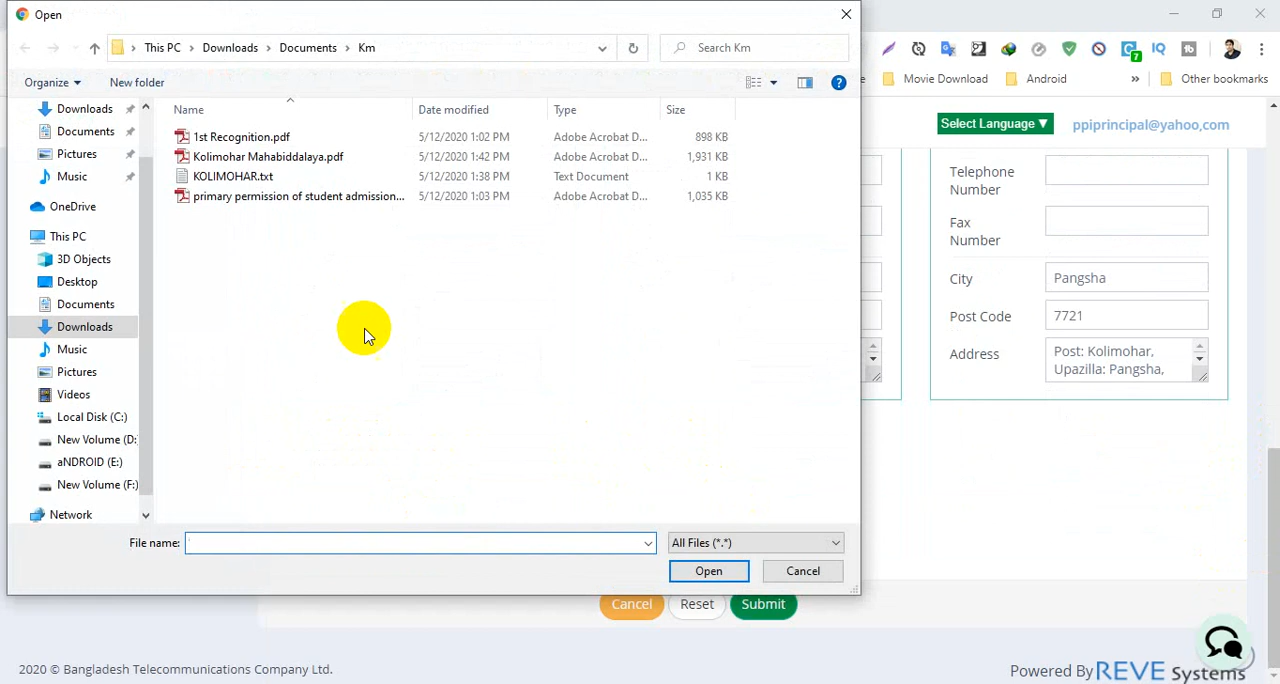 Open
This PC > Downloads > Documents > Km
Search Km
Organize
New folder
Movie Download
Android
»
Other bookmarks
7
IQ
Select Language ▼
ppiprincipal@yahoo,com
Downloads
Documents
Pictures
Music
OneDrive
This PC
3D Objects
Desktop
Documents
Downloads
Music
Pictures
Videos
Local Disk (C:)
New Volume (D:
aNDROID (E:)
New Volume (F:)
Network
Name Date modified Type Size
1st Recognition.pdf 5/12/2020 1:02 PM Adobe Acrobat D... 898 KB
Kolimohar Mahabiddalaya.pdf 5/12/2020 1:42 PM Adobe Acrobat D... 1,931 KB
KOLIMOHAR.txt 5/12/2020 1:38 PM Text Document 1 KB
primary permission of student admission... 5/12/2020 1:03 PM Adobe Acrobat D... 1,035 KB
File name:
All Files (*.*)
Open
Cancel
Telephone
Number
Fax
Number
City Pangsha
Post Code 7721
Address Post: Kolimohar,
Upazilla: Pangsha,
Cancel
Reset
Submit
2020 © Bangladesh Telecommunications Company Ltd.
Powered By REVE Systems